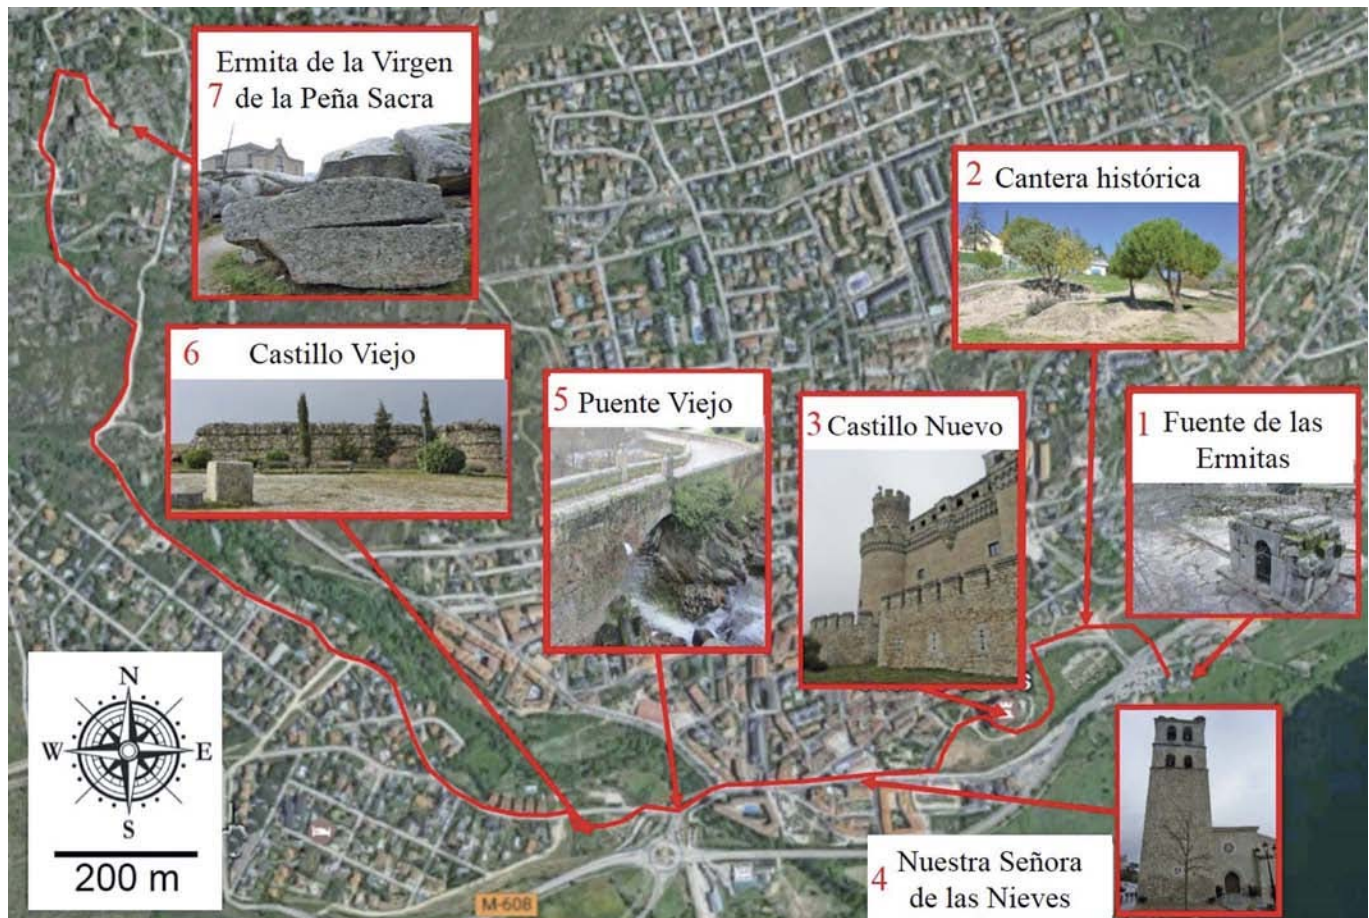 Ermita de la Virgen
7 de la Peña Sacra
2 Cantera histórica
6 Castillo Viejo
5 Puente Viejo
3 Castillo Nuevo
1 Fuente de las
Ermitas
N
W E
S
200 m
M-608
4 Nuestra Señora
de las Nieves